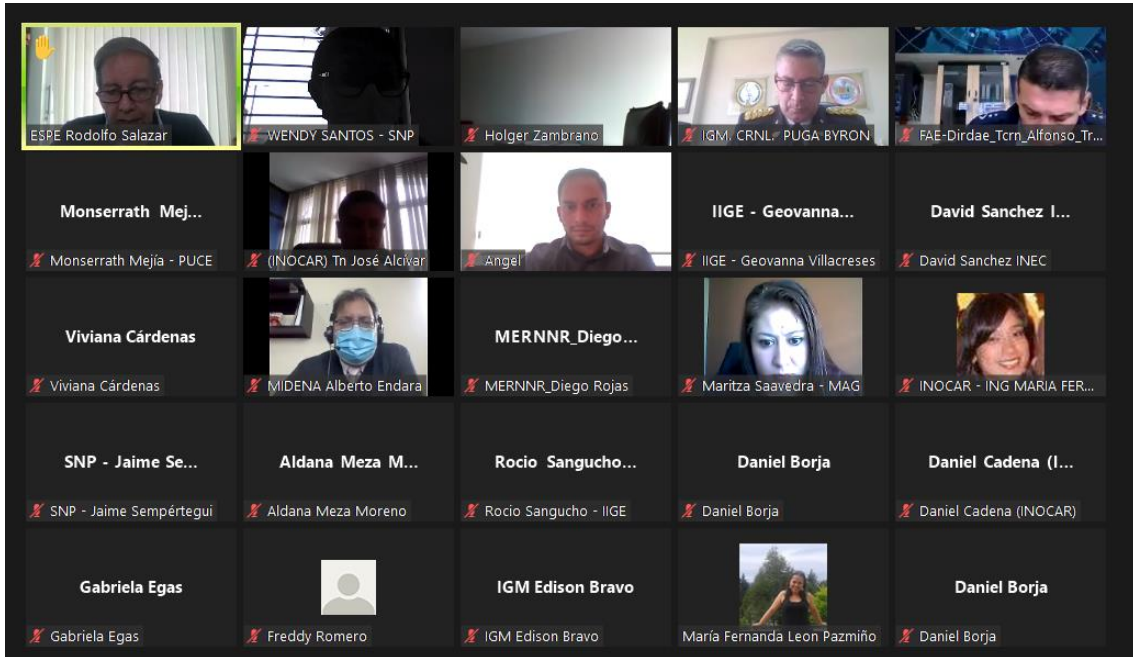 ESPE Rodolfo Salazar
WENDY SANTOS - SNP
Holger Zambrano
IGM. CRNL. PUGA BYRON
FAE-Dirdae_Tcrn_Alfonso_Tr...
Monserrath Mej...
Monserrath Mejía - PUCE
(INOCAR) Tn José Alcívar
Angel
IIGE - Geovanna...
IIGE - Geovanna Villacreses
David Sanchez I...
David Sanchez INEC
Viviana Cárdenas
Viviana Cárdenas
MIDENA Alberto Endara
MERNNR_Diego...
MERNNR_Diego Rojas
Maritza Saavedra - MAG
INOCAR - ING MARIA FER...
SNP - Jaime Se...
SNP - Jaime Sempértegui
Aldana Meza M...
Aldana Meza Moreno
Rocio Sangucho...
Rocio Sangucho - IIGE
Daniel Borja
Daniel Borja
Daniel Cadena (I...
Daniel Cadena (INOCAR)
Gabriela Egas
Gabriela Egas
Freddy Romero
IGM Edison Bravo
IGM Edison Bravo
María Fernanda Leon Pazmiño
Daniel Borja
Daniel Borja